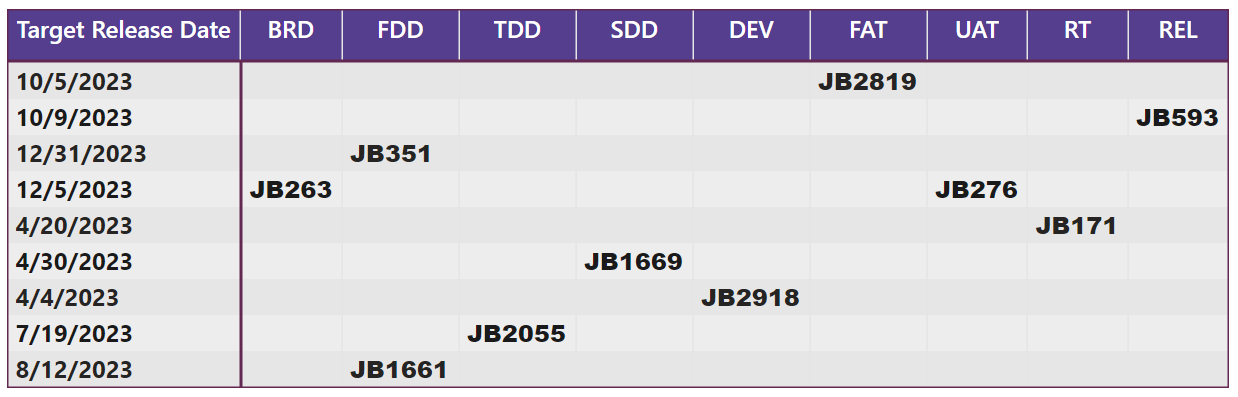 Target Release Date BRD FDD TDD SDD DEV FAT UAT RT REL
10/5/2023 JB2819
10/9/2023 JB593
12/31/2023 JB351
12/5/2023 JB263 JB276
4/20/2023 JB171
4/30/2023 JB1669
4/4/2023 JB2918
7/19/2023 JB2055
8/12/2023 JB1661